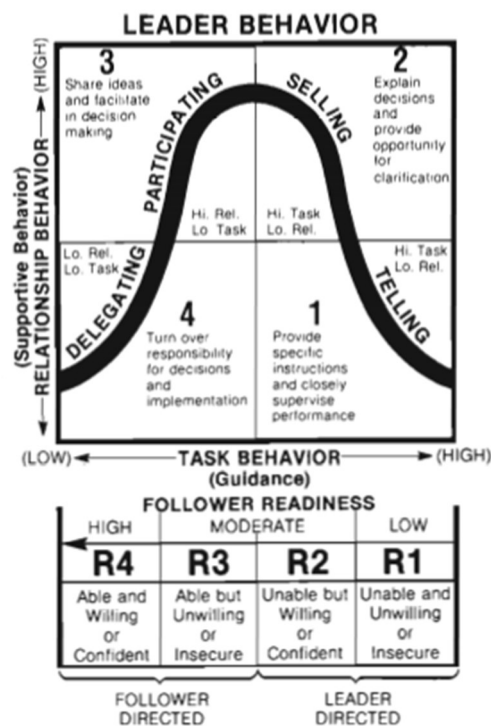 LEADER BEHAVIOR
(HIGH)
(Supportive Behavior)
RELATIONSHIP BEHAVIOR
3
Share ideas
and facilitate
in decision
making
PARTICIPATING
SELLING
2
Explain
decisions
and
provide
opportunity
for
clarification
Hi. Rel.
Lo. Task
Hi. Task
Lo. Rel.
Lo. Rel.
Lo. Task
Hi. Task
Lo. Rel.
DELEGATING
TELLING
4
Turn over
responsibility
for decisions
and
implementation
1
Provide
specific
instructions
and closely
supervise
performance
(LOW)
TASK BEHAVIOR
(Guidance)
(HIGH)
FOLLOWER READINESS
HIGH
MODERATE
LOW
R4
R3
R2
R1
Able and
Willing
or
Confident
Able but
Unwilling
or
Insecure
Unable but
Willing
or
Confident
Unable and
Unwilling
or
Insecure
FOLLOWER
DIRECTED
LEADER
DIRECTED